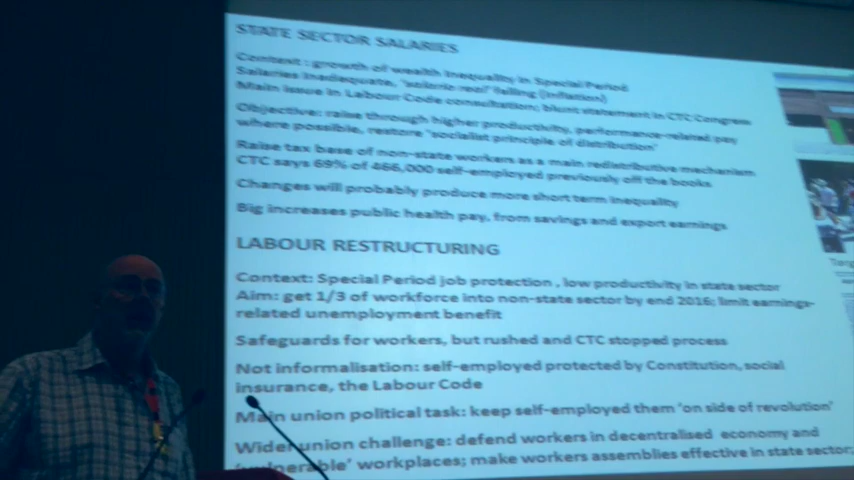 STATE SECTOR SALARIES
Context : growth of wealth inequality in Special Period
Salaries inadequate, 'salario real' falling (inflation)
Main issue in Labour Code consultation; blunt statement in CTC Congress
Objective: raise through higher productivity, performance-related pay
where possible, restore 'socialist principle of distribution'
Raise tax base of non-state workers as a main redistributive mechanism
CTC says 69% of 466,000 self-employed previously off the books
Changes will probably produce more short term inequality
Big increases public health pay, from savings and export earnings
LABOUR RESTRUCTURING
Context: Special Period job protection , low productivity in state sector
Aim: get 1/3 of workforce into non-state sector by end 2016; limit earnings-
related unemployment benefit
Safeguards for workers, but rushed and CTC stopped process
Not informalisation: self-employed protected by Constitution, social
insurance, the Labour Code
Main union political task: keep self-employed them 'on side of revolution'
Wider union challenge: defend workers in decentralised economy and
'vulnerable' workplaces; make workers assemblies effective in state sector;